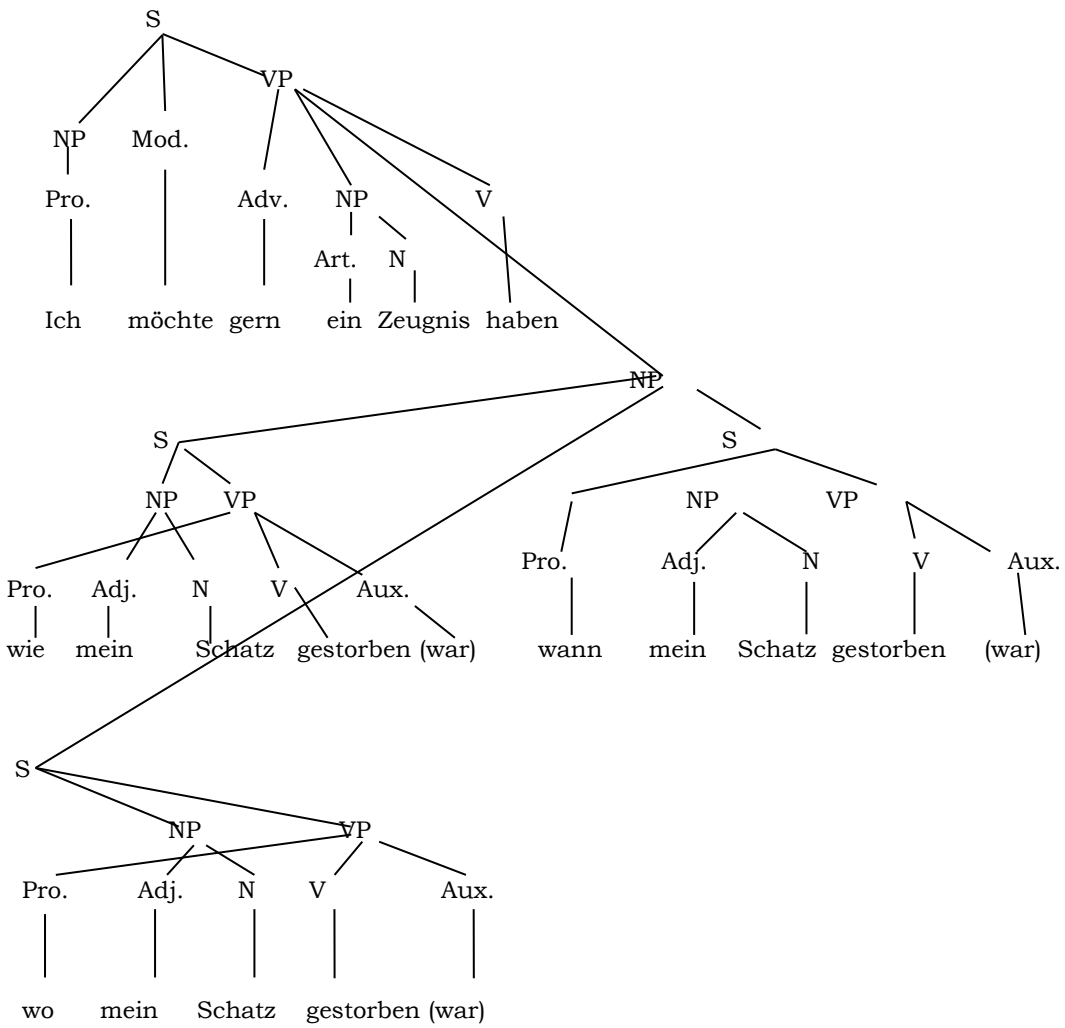 S
VP
NP Mod.
Pro. Adv. NP V
Art. N
Ich möchte gern ein Zeugnis haben
NP
S S
NP VP NP VP
Pro. Adj. N V Aux.
Pro. Adj. N V Aux.
wie mein Schatz gestorben (war) wann mein Schatz gestorben (war)
S
NP VP
Pro. Adj. N V Aux.
wo mein Schatz gestorben (war)